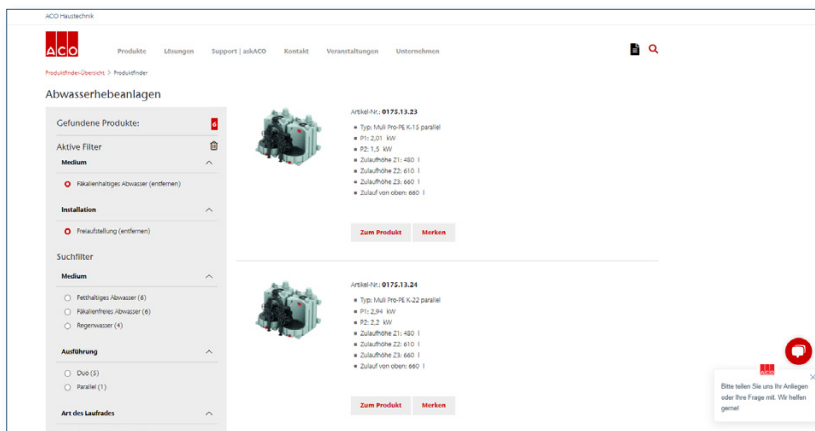 ACO Haustechnik
ACO
Produkte Lösungen Support | askACO Kontakt Veranstaltungen Unternehmen
Produktfinder-Übersicht > Produktfinder
Abwasserhebeanlagen
Gefundene Produkte: 6
Aktive Filter
Medium
Fäkalienhaltiges Abwasser (entfernen)
Installation
Freiaufstellung (entfernen)
Suchfilter
Medium
Fetthaltiges Abwasser (6)
Fäkalienfreies Abwasser (6)
Regenwasser (4)
Ausführung
Duo (5)
Parallel (1)
Art des Laufrades
Artikel-Nr.: 0175.13.23
Typ: Muli Pro-PE K-15 parallel
P1: 2,01 kW
P2: 1,5 kW
Zulaufhöhe Z1: 480 l
Zulaufhöhe Z2: 610 l
Zulaufhöhe Z3: 660 l
Zulauf von oben: 660 l
Zum Produkt Merken
Artikel-Nr.: 0175.13.24
Typ: Muli Pro-PE K-22 parallel
P1: 2,94 kW
P2: 2,2 kW
Zulaufhöhe Z1: 480 l
Zulaufhöhe Z2: 610 l
Zulaufhöhe Z3: 660 l
Zulauf von oben: 660 l
Zum Produkt Merken
ACO
Bitte teilen Sie uns Ihr Anliegen
oder Ihre Frage mit. Wir helfen
gerne!